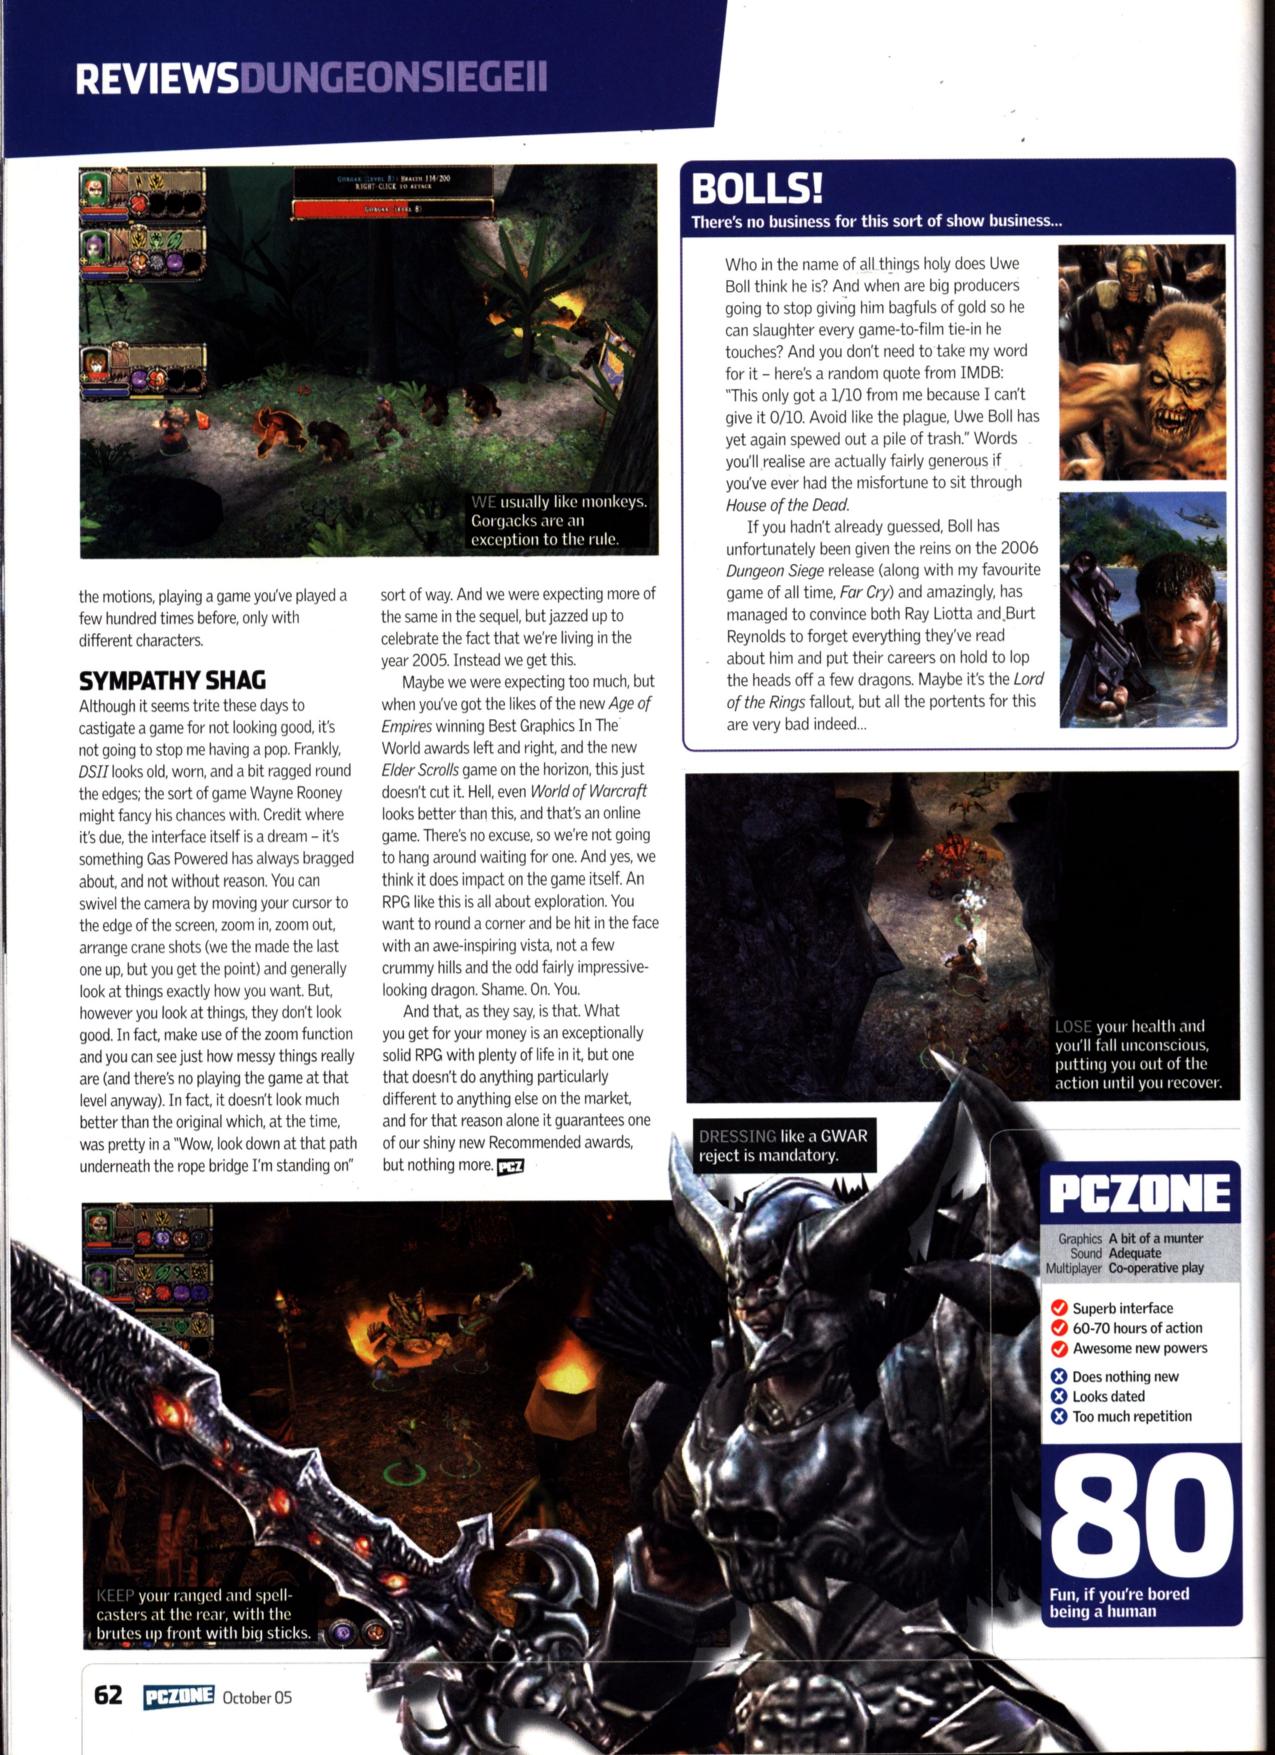 REVIEWSDUNGEONSIEGEII
RIGHT-CLICK TO ATTACK
WE usually like monkeys.
Gorgacks are an
exception to the rule.
the motions, playing a game you've played a
few hundred times before, only with
different characters.
SYMPATHY SHAG
Although it seems trite these days to
castigate a game for not looking good, it's
not going to stop me having a pop. Frankly,
DSII looks old, worn, and a bit ragged round
the edges; the sort of game Wayne Rooney
might fancy his chances with. Credit where
it's due, the interface itself is a dream – it's
something Gas Powered has always bragged
about, and not without reason. You can
swivel the camera by moving your cursor to
the edge of the screen, zoom in, zoom out,
arrange crane shots (we the made the last
one up, but you get the point) and generally
look at things exactly how you want. But,
however you look at things, they don't look
good. In fact, make use of the zoom function
and you can see just how messy things really
are (and there's no playing the game at that
level anyway). In fact, it doesn't look much
better than the original which, at the time,
was pretty in a "Wow, look down at that path
underneath the rope bridge I'm standing on"
sort of way. And we were expecting more of
the same in the sequel, but jazzed up to
celebrate the fact that we're living in the
year 2005. Instead we get this.
Maybe we were expecting too much, but
when you've got the likes of the new Age of
Empires winning Best Graphics In The
World awards left and right, and the new
Elder Scrolls game on the horizon, this just
doesn't cut it. Hell, even World of Warcraft
looks better than this, and that's an online
game. There's no excuse, so we're not going
to hang around waiting for one. And yes, we
think it does impact on the game itself. An
RPG like this is all about exploration. You
want to round a corner and be hit in the face
with an awe-inspiring vista, not a few
crummy hills and the odd fairly impressive-
looking dragon. Shame. On. You.
And that, as they say, is that. What
you get for your money is an exceptionally
solid RPG with plenty of life in it, but one
that doesn't do anything particularly
different to anything else on the market,
and for that reason alone it guarantees one
of our shiny new Recommended awards,
but nothing more. PCZ
BOLLS!
There's no business for this sort of show business...
Who in the name of all things holy does Uwe
Boll think he is? And when are big producers
going to stop giving him bagfuls of gold so he
can slaughter every game-to-film tie-in he
touches? And you don't need to take my word
for it – here's a random quote from IMDB:
"This only got a 1/10 from me because I can't
give it 0/10. Avoid like the plague, Uwe Boll has
yet again spewed out a pile of trash." Words
you'll realise are actually fairly generous if
you've ever had the misfortune to sit through
House of the Dead.
If you hadn't already guessed, Boll has
unfortunately been given the reins on the 2006
Dungeon Siege release (along with my favourite
game of all time, Far Cry) and amazingly, has
managed to convince both Ray Liotta and Burt
Reynolds to forget everything they've read
about him and put their careers on hold to lop
the heads off a few dragons. Maybe it's the Lord
of the Rings fallout, but all the portents for this
are very bad indeed...
LOSE your health and
you'll fall unconscious,
putting you out of the
action until you recover.
DRESSING like a GWAR
reject is mandatory.
KEEP your ranged and spell-
casters at the rear, with the
brutes up front with big sticks.
PCZONE
Graphics A bit of a munter
Sound Adequate
Multiplayer Co-operative play
Superb interface
60-70 hours of action
Awesome new powers
Does nothing new
Looks dated
Too much repetition
80
Fun, if you're bored
being a human
62 PCZONE October 05